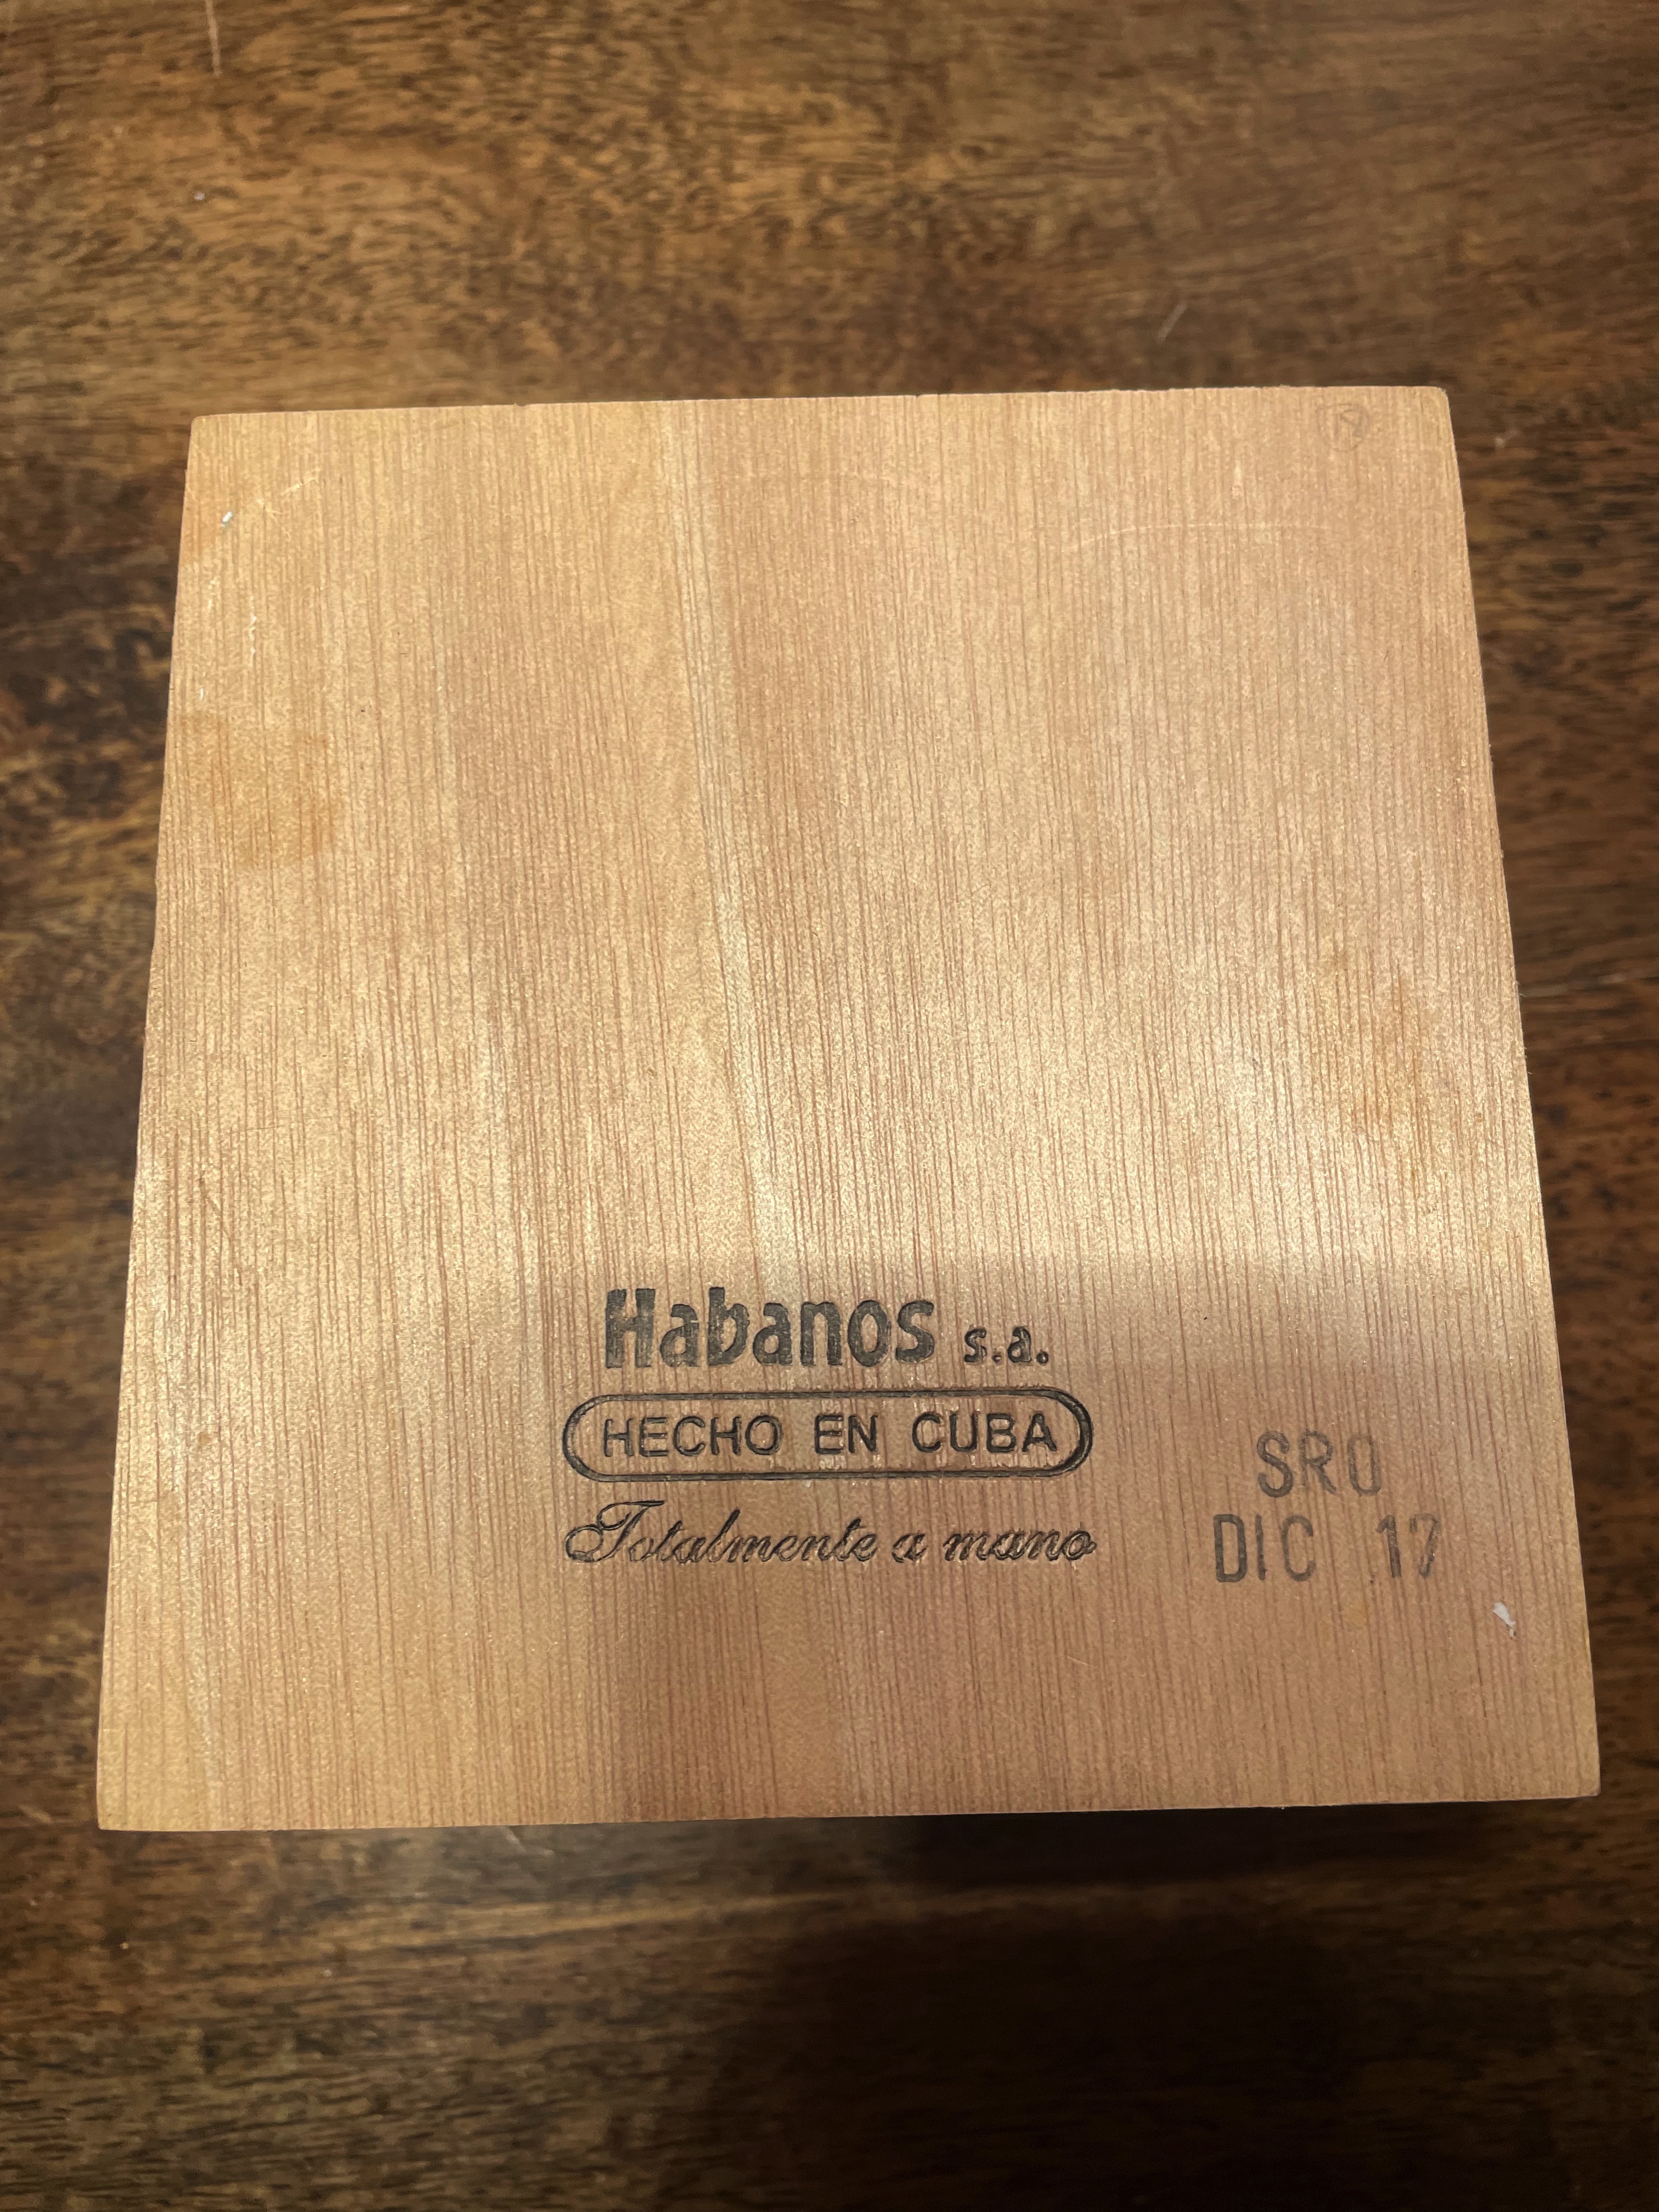 Habanos s.a.
HECHO EN CUBA
Totalmente a mano
SRO
DIC 17